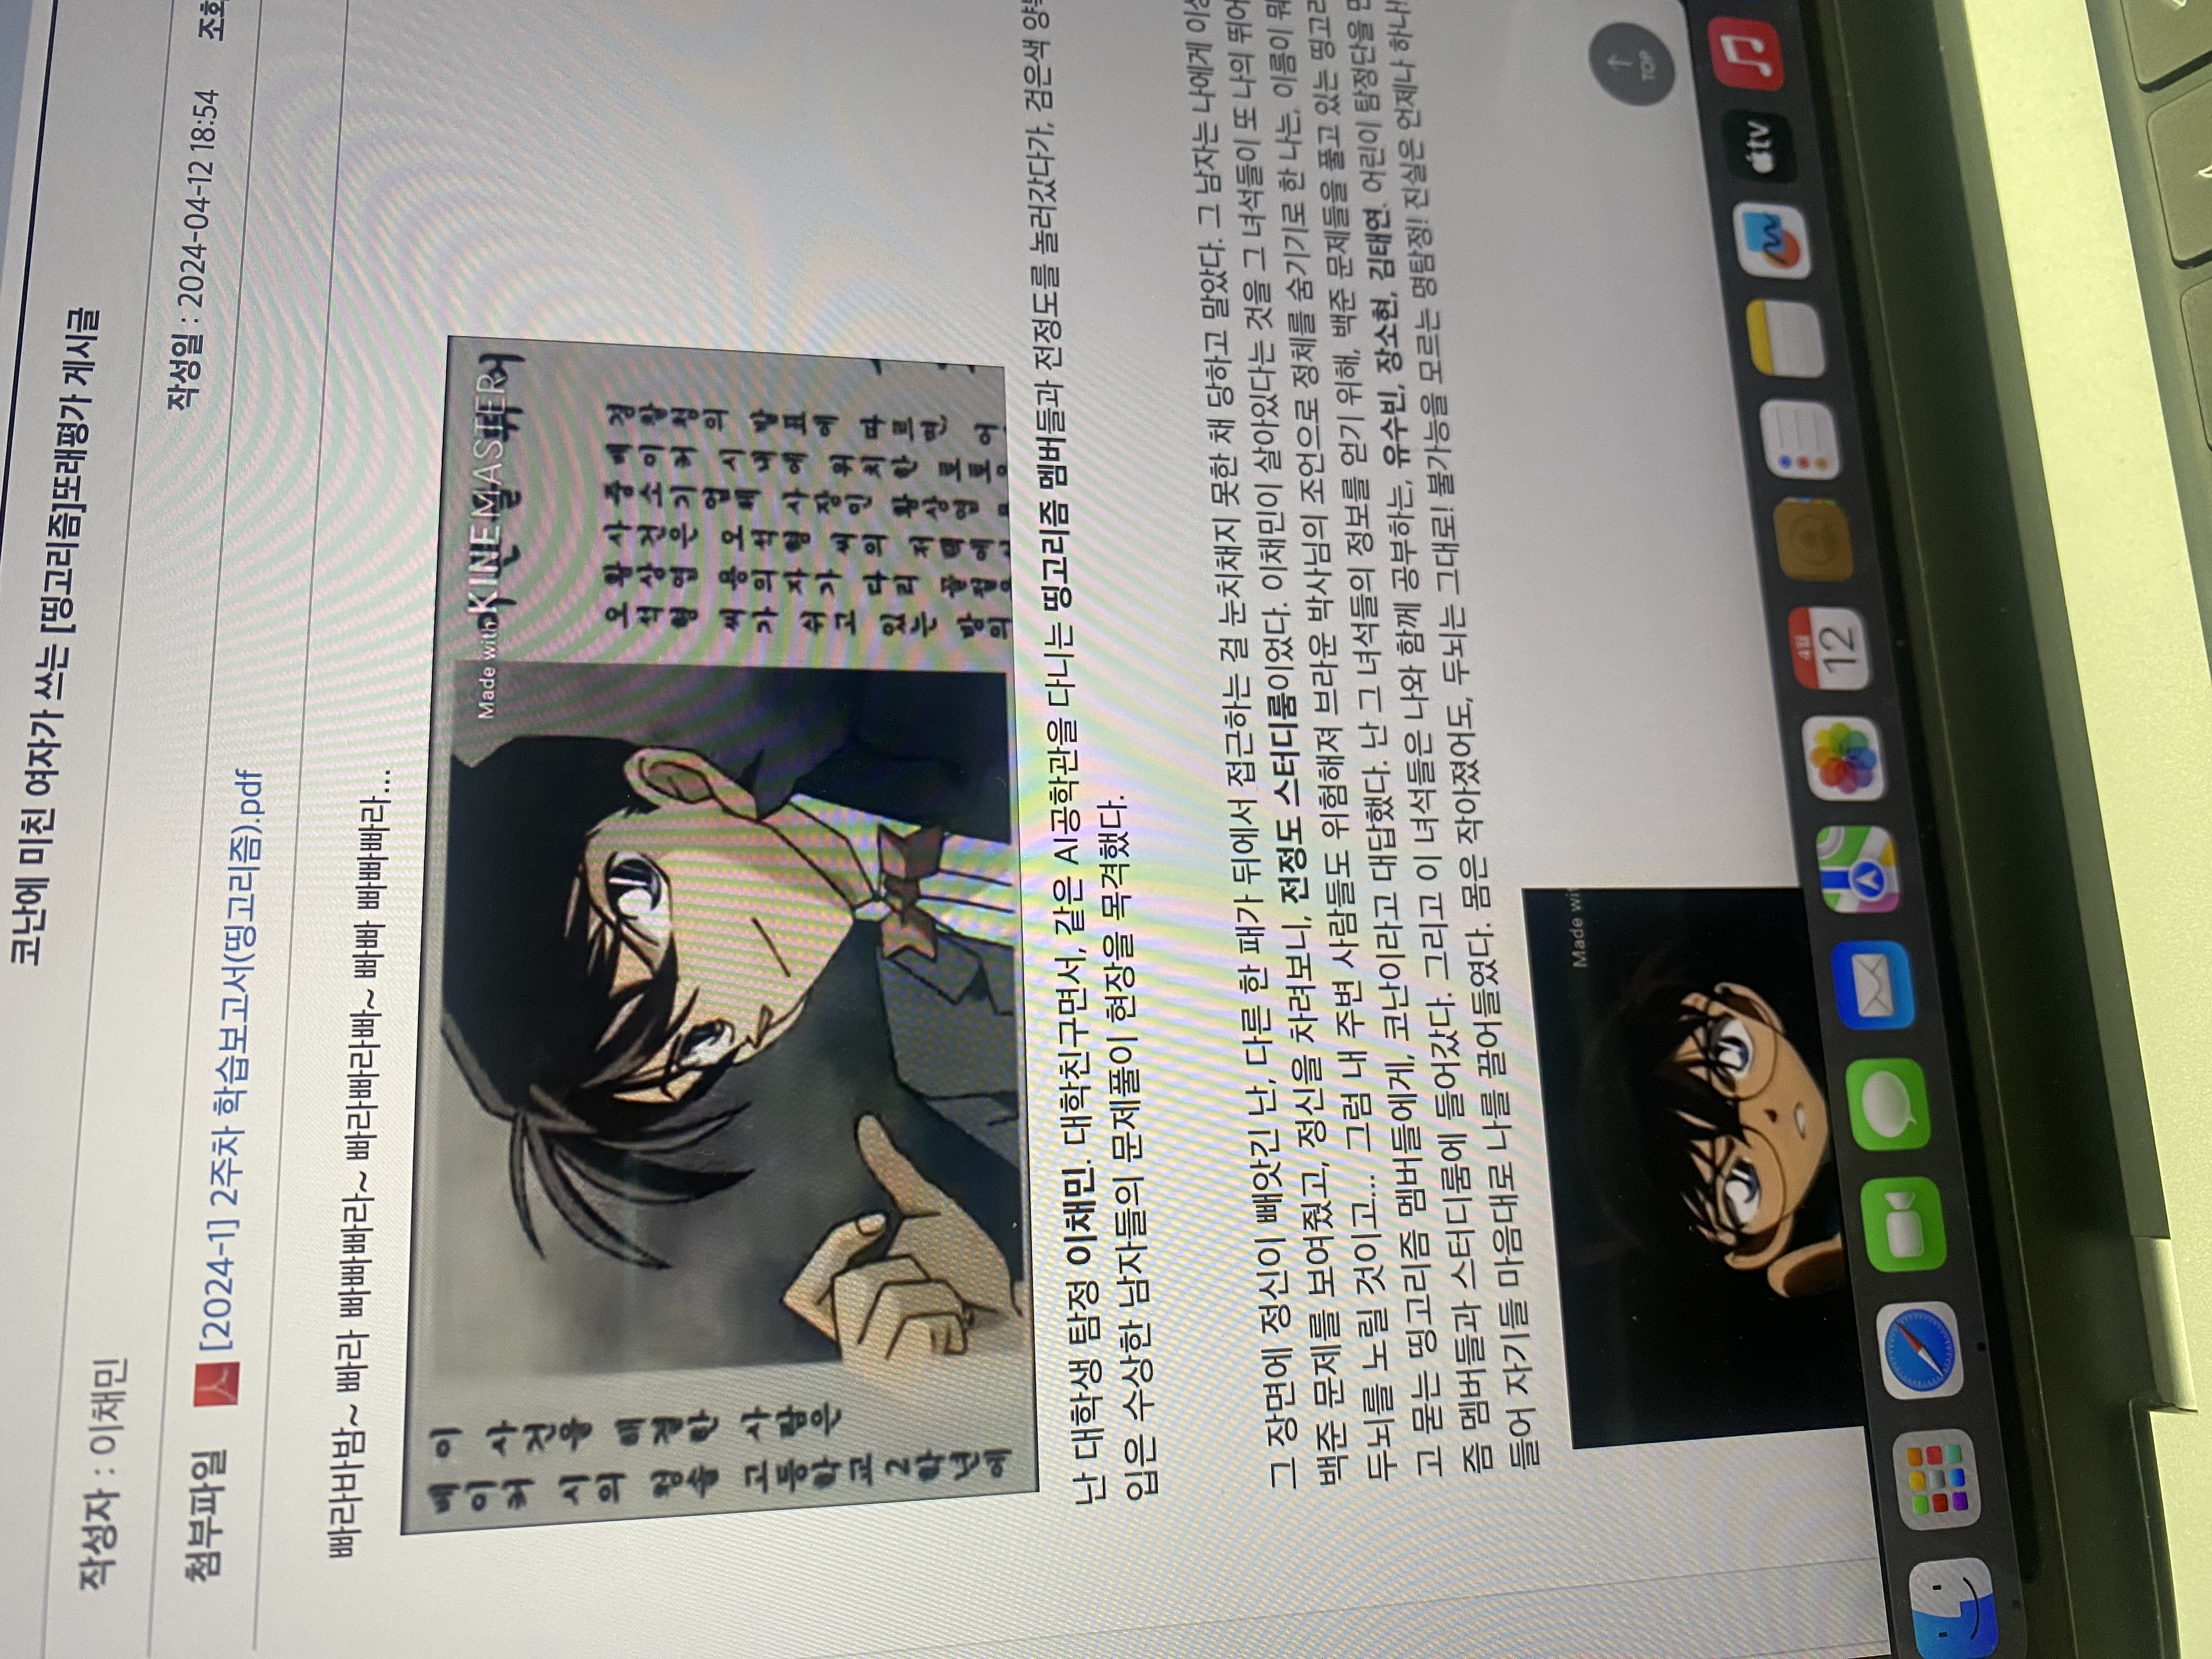 코난에 미친 여자가 쓰는 [띵고리즘]또래평가 게시글
작성자 : 이채민
작성일 : 2024-04-12 18:54
첨부파일 [2024-1] 2주차 학습보고서(띵고리즘).pdf
빠라바밤~ 빠라 빠빠빠라~ 빠라빠라빠~ 빠빠 빠빠빠라...
Made with KINEMASTER
경찰청의 발표에 따르면, 어
베이커 시내에 위치한
중소기업체 사장인 황상엽
사건은 오석형 씨의 저택에
황상엽 용의자가 다리 골절
오석형 씨가 쉬고 있는 방의
이 사건을 해결한 사람은
베이커 시의 청솔 고등학교 2학년에
난 대학생 탐정 이채민. 대학친구면서, 같은 AI공학관을 다니는 띵고리즘 멤버들과 전정도를 놀러갔다가, 검은색
입은 수상한 남자들의 문제풀이 현장을 목격했다.
그 장면에 정신이 빼앗긴 난, 다른 한 패가 뒤에서 접근하는 걸 눈치채지 못한 채 당하고 말았다. 그 남자는 나에게
백준 문제를 보여줬고, 정신을 차려보니, 전정도 스터디룸이었다. 이채민이 살아있다는 것을 그 녀석들이 또 나의 뛰어
두뇌를 노릴 것이고... 그럼 내 주변 사람들도 위험해져 브라운 박사님의 조언으로 정체를 숨기기로 한 나는, 이름이 뭐
고 묻는 띵고리즘 멤버들에게, 코난이라고 대답했다. 난 그 녀석들의 정보를 얻기 위해, 백준 문제들을 풀고 있는 띵고리
즘 멤버들과 스터디룸에 들어갔다. 그리고 이 녀석들은 나와 함께 공부하는, 유수빈, 장소현, 김태연. 어린이 탐정단을 만
들어 자기들 마음대로 나를 끌어들였다. 몸은 작아졌어도, 두뇌는 그대로! 불가능을 모르는 명탐정! 진실은 언제나 하나!
Made wit
↑
TOP
4월
12
tv